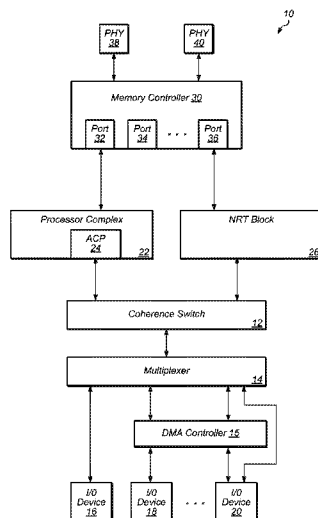 10
PHY
38
PHY
40
Memory Controller 30
Port
32
Port
34
. . .
Port
36
Processor Complex
ACP
24
22
NRT Block
26
Coherence Switch
12
Multiplexer
14
DMA Controller 15
I/O
Device
16
I/O
Device
18
. . .
I/O
Device
20